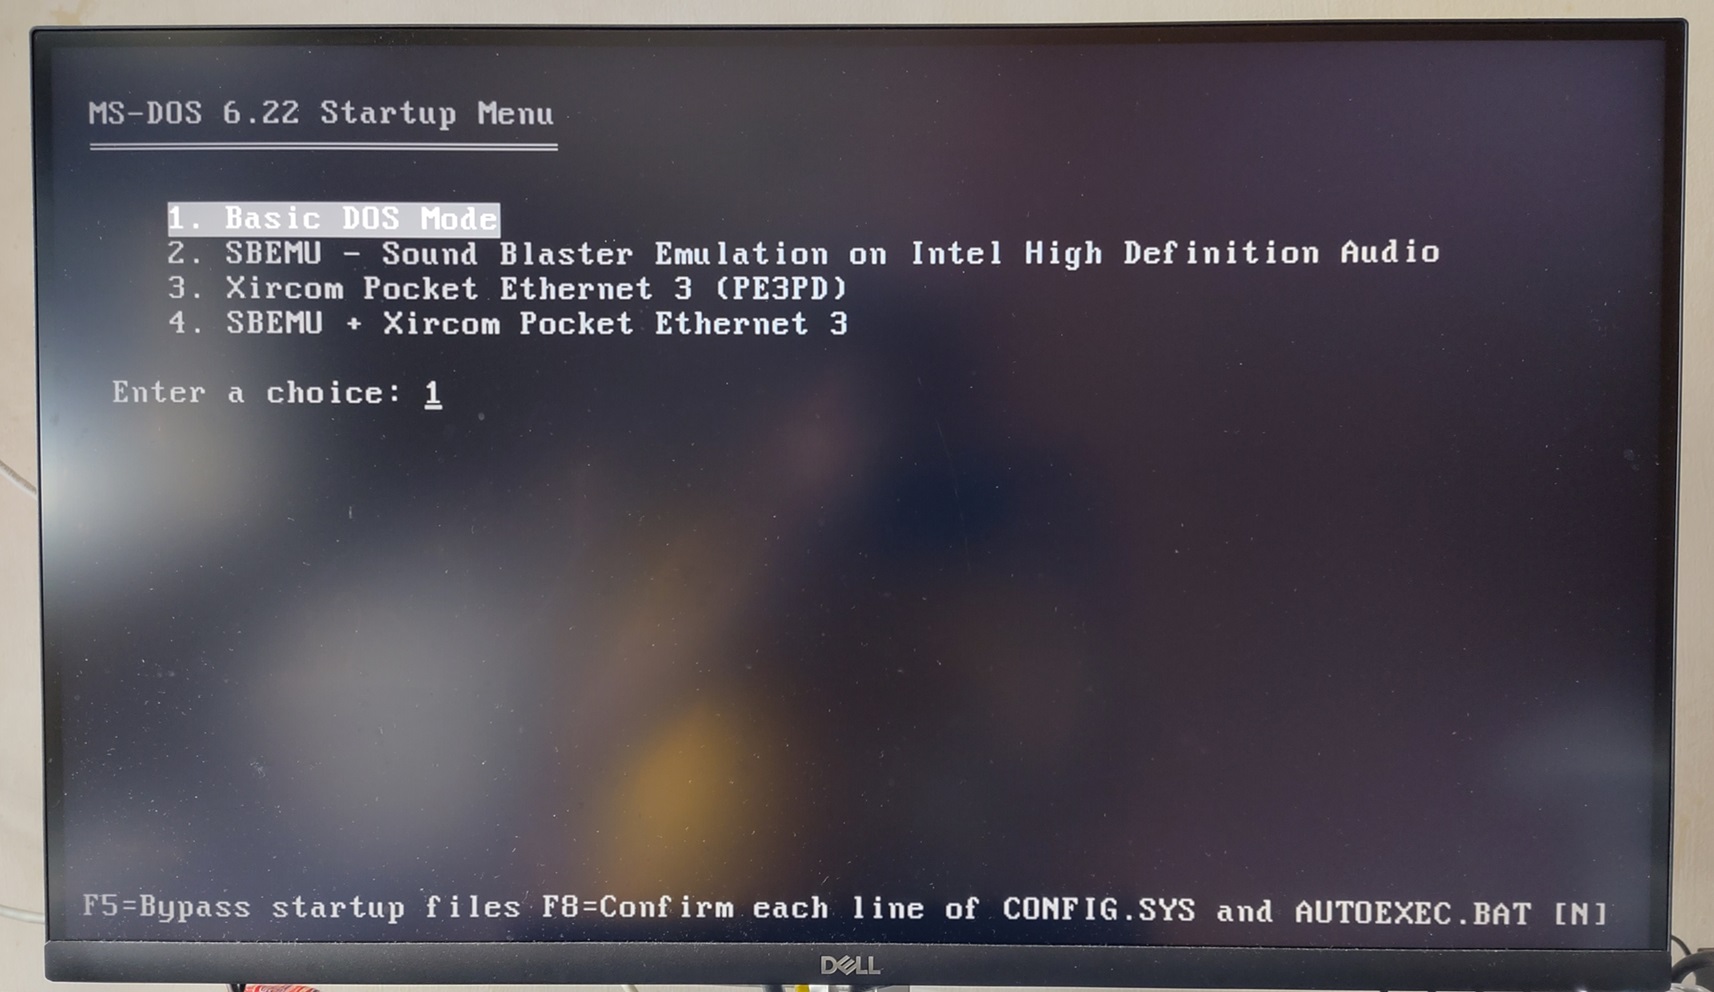 MS-DOS 6.22 Startup Menu
1. Basic DOS Mode
2. SBEMU - Sound Blaster Emulation on Intel High Definition Audio
3. Xircom Pocket Ethernet 3 (PE3PD)
4. SBEMU + Xircom Pocket Ethernet 3
Enter a choice: 1
F5=Bypass startup files F8=Confirm each line of CONFIG.SYS and AUTOEXEC.BAT [N]
DELL